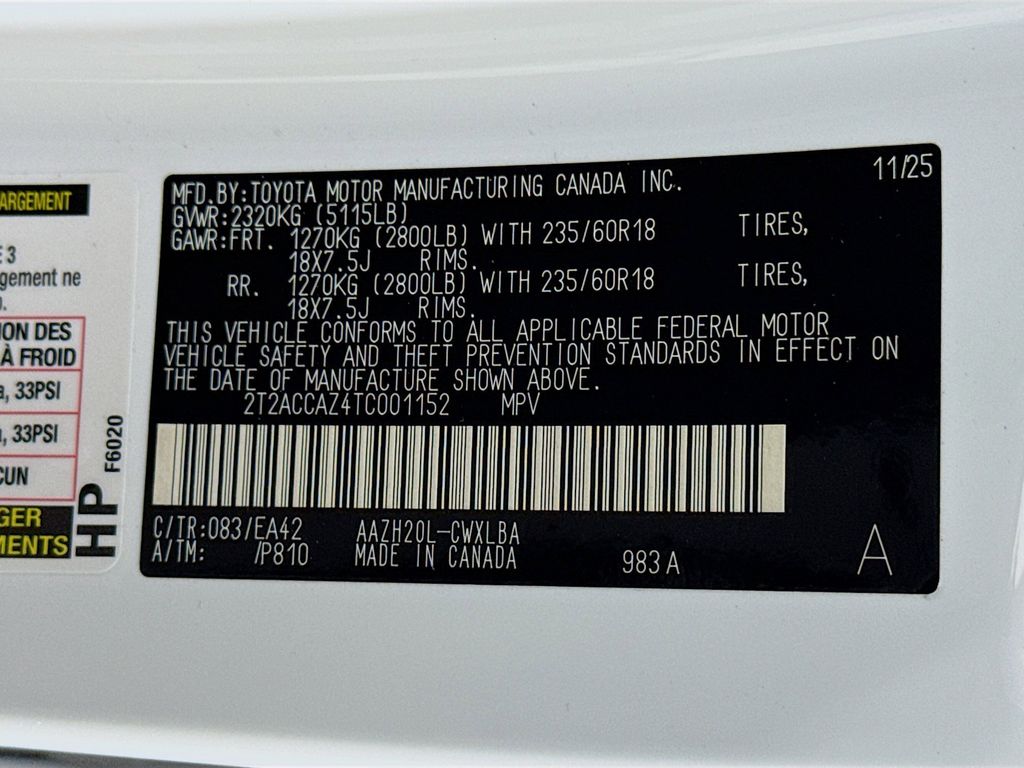 ARGEMENT
E 3
gement ne
ION DES
À FROID
a, 33PSI
a, 33PSI
CUN
GER
MENTS
HP F6020
MFD.BY:TOYOTA MOTOR MANUFACTURING CANADA INC. 11/25
GVWR:2320KG (5115LB)
GAWR:FRT. 1270KG (2800LB) WITH 235/60R18 TIRES,
18X7.5J RIMS.
RR. 1270KG (2800LB) WITH 235/60R18 TIRES,
18X7.5J RIMS.
THIS VEHICLE CONFORMS TO ALL APPLICABLE FEDERAL MOTOR
VEHICLE SAFETY AND THEFT PREVENTION STANDARDS IN EFFECT ON
THE DATE OF MANUFACTURE SHOWN ABOVE.
2T2ACCAZ4TC001152 MPV
C/TR:083/EA42 AAZH20L-CWXLBA
A/TM: /P810 MADE IN CANADA 983A
A